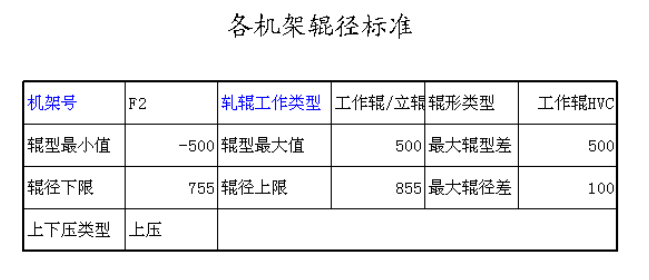 各机架辊径标准
机架号 F2 轧辊工作类型 工作辊/立辊 辊形类型 工作辊HVC
辊型最小值 -500 辊型最大值 500 最大辊型差 500
辊径下限 755 辊径上限 855 最大辊径差 100
上下压类型 上压